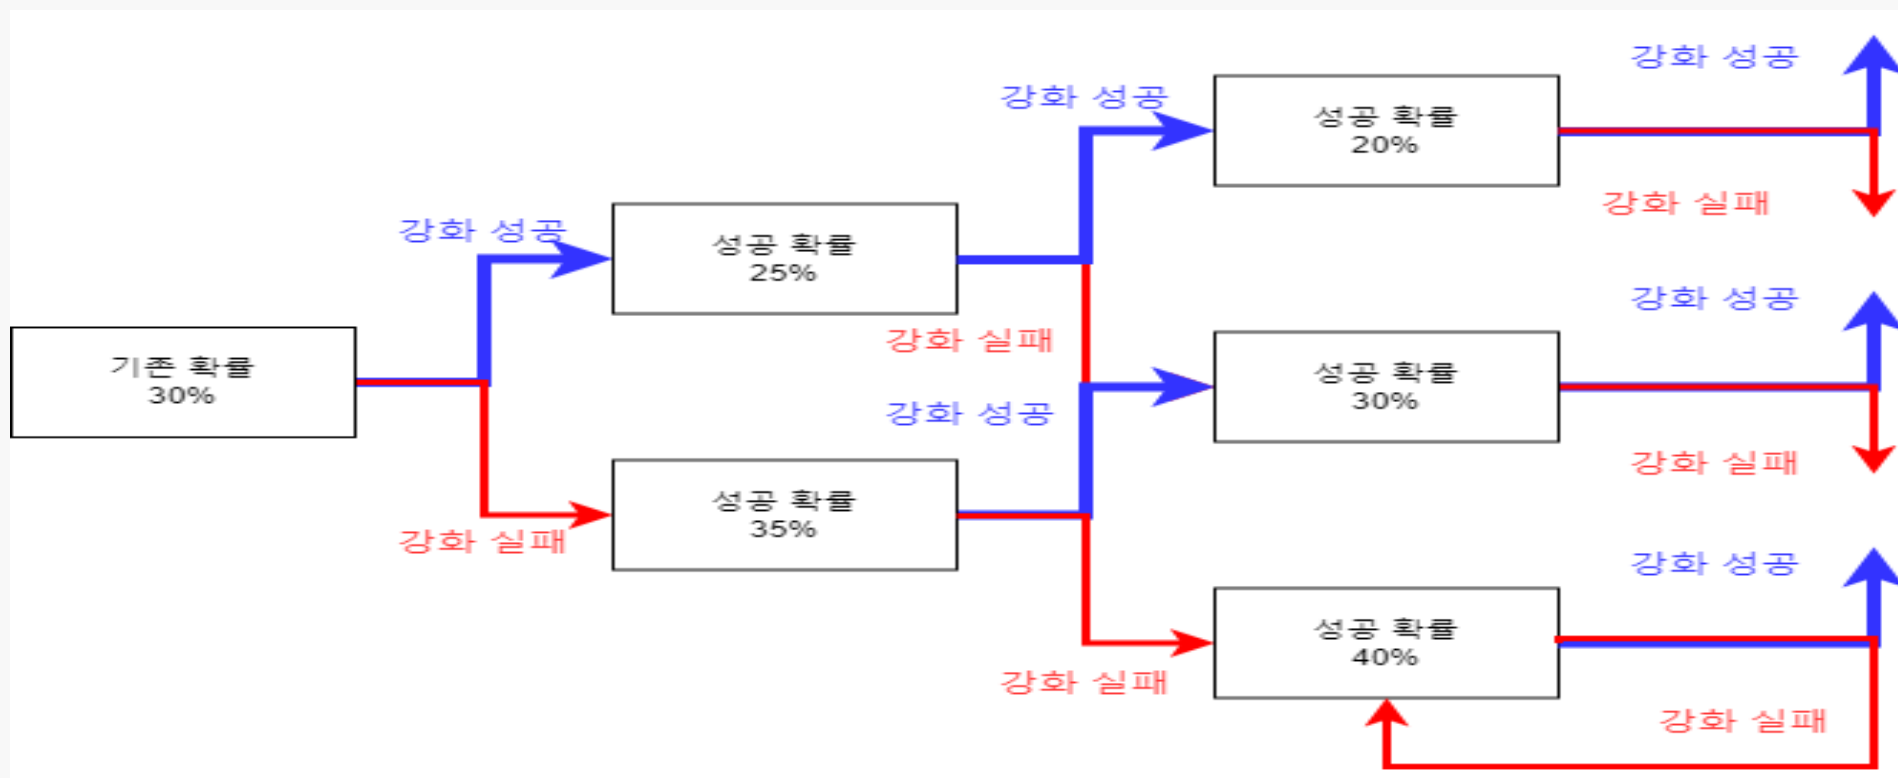 강화 성공
강화 성공
성공 확률
20%
강화 실패
강화 성공
성공 확률
25%
강화 성공
강화 실패
기존 확률
30%
성공 확률
30%
강화 성공
강화 실패
성공 확률
35%
강화 실패
강화 성공
성공 확률
40%
강화 실패
강화 실패